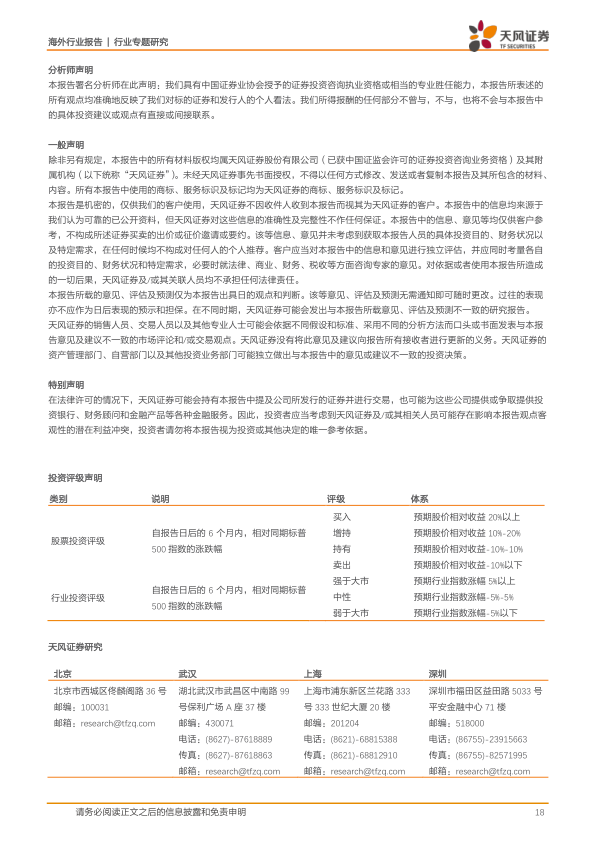 海外行业报告 | 行业专题研究
天风证券
TF SECURITIES
分析师声明
本报告署名分析师在此声明：我们具有中国证券业协会授予的证券投资咨询执业资格或相当的专业胜任能力，本报告所表述的
所有观点均准确地反映了我们对标的证券和发行人的个人看法。我们所得报酬的任何部分不曾与，不与，也将不会与本报告中
的具体投资建议或观点有直接或间接联系。
一般声明
除非另有规定，本报告中的所有材料版权均属天风证券股份有限公司（已获中国证监会许可的证券投资咨询业务资格）及其附
属机构（以下统称“天风证券”）。未经天风证券事先书面授权，不得以任何方式修改、发送或者复制本报告及其所包含的材料、
内容。所有本报告中使用的商标、服务标识及标记均为天风证券的商标、服务标识及标记。
本报告是机密的，仅供我们的客户使用，天风证券不因收件人收到本报告而视其为天风证券的客户。本报告中的信息均来源于
我们认为可靠的已公开资料，但天风证券对这些信息的准确性及完整性不作任何保证。本报告中的信息、意见等均仅供客户参
考，不构成所述证券买卖的出价或征价邀请或要约。该等信息、意见并未考虑到获取本报告人员的具体投资目的、财务状况以
及特定需求，在任何时候均不构成对任何人的个人推荐。客户应当对本报告中的信息和意见进行独立评估，并应同时考量各自
的投资目的、财务状况和特定需求，必要时就法律、商业、财务、税收等方面咨询专家的意见。对依据或者使用本报告所造成
的一切后果，天风证券及/或其关联人员均不承担任何法律责任。
本报告所载的意见、评估及预测仅为本报告出具日的观点和判断。该等意见、评估及预测无需通知即可随时更改。过往的表现
亦不应作为日后表现的预示和担保。在不同时期，天风证券可能会发出与本报告所载意见、评估及预测不一致的研究报告。
天风证券的销售人员、交易人员以及其他专业人士可能会依据不同假设和标准、采用不同的分析方法而口头或书面发表与本报
告意见及建议不一致的市场评论和/或交易观点。天风证券没有将此意见及建议向报告所有接收者进行更新的义务。天风证券的
资产管理部门、自营部门以及其他投资业务部门可能独立做出与本报告中的意见或建议不一致的投资决策。
特别声明
在法律许可的情况下，天风证券可能会持有本报告中提及公司所发行的证券并进行交易，也可能为这些公司提供或争取提供投
资银行、财务顾问和金融产品等各种金融服务。因此，投资者应当考虑到天风证券及/或其相关人员可能存在影响本报告观点客
观性的潜在利益冲突，投资者请勿将本报告视为投资或其他决定的唯一参考依据。
投资评级声明
类别 说明 评级 体系
股票投资评级 自报告日后的 6 个月内，相对同期标普
500 指数的涨跌幅
买入 预期股价相对收益 20%以上
增持 预期股价相对收益 10%-20%
持有 预期股价相对收益-10%-10%
卖出 预期股价相对收益-10%以下
行业投资评级 自报告日后的 6 个月内，相对同期标普
500 指数的涨跌幅
强于大市 预期行业指数涨幅 5%以上
中性 预期行业指数涨幅-5%-5%
弱于大市 预期行业指数涨幅-5%以下
天风证券研究
北京 武汉 上海 深圳
北京市西城区佟麟阁路 36 号 湖北武汉市武昌区中南路 99 上海市浦东新区兰花路 333 深圳市福田区益田路 5033 号
邮编：100031 号保利广场 A 座 37 楼 号 333 世纪大厦 20 楼 平安金融中心 71 楼
邮箱：research@tfzq.com 邮编：430071 邮编：201204 邮编：518000
电话：(8627)-87618889 电话：(8621)-68815388 电话：(86755)-23915663
传真：(8627)-87618863 传真：(8621)-68812910 传真：(86755)-82571995
邮箱：research@tfzq.com 邮箱：research@tfzq.com 邮箱：research@tfzq.com
请务必阅读正文之后的信息披露和免责申明 18